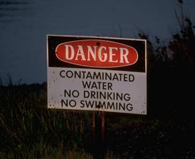 DANGER
CONTAMINATED
WATER
NO DRINKING
NO SWIMMING